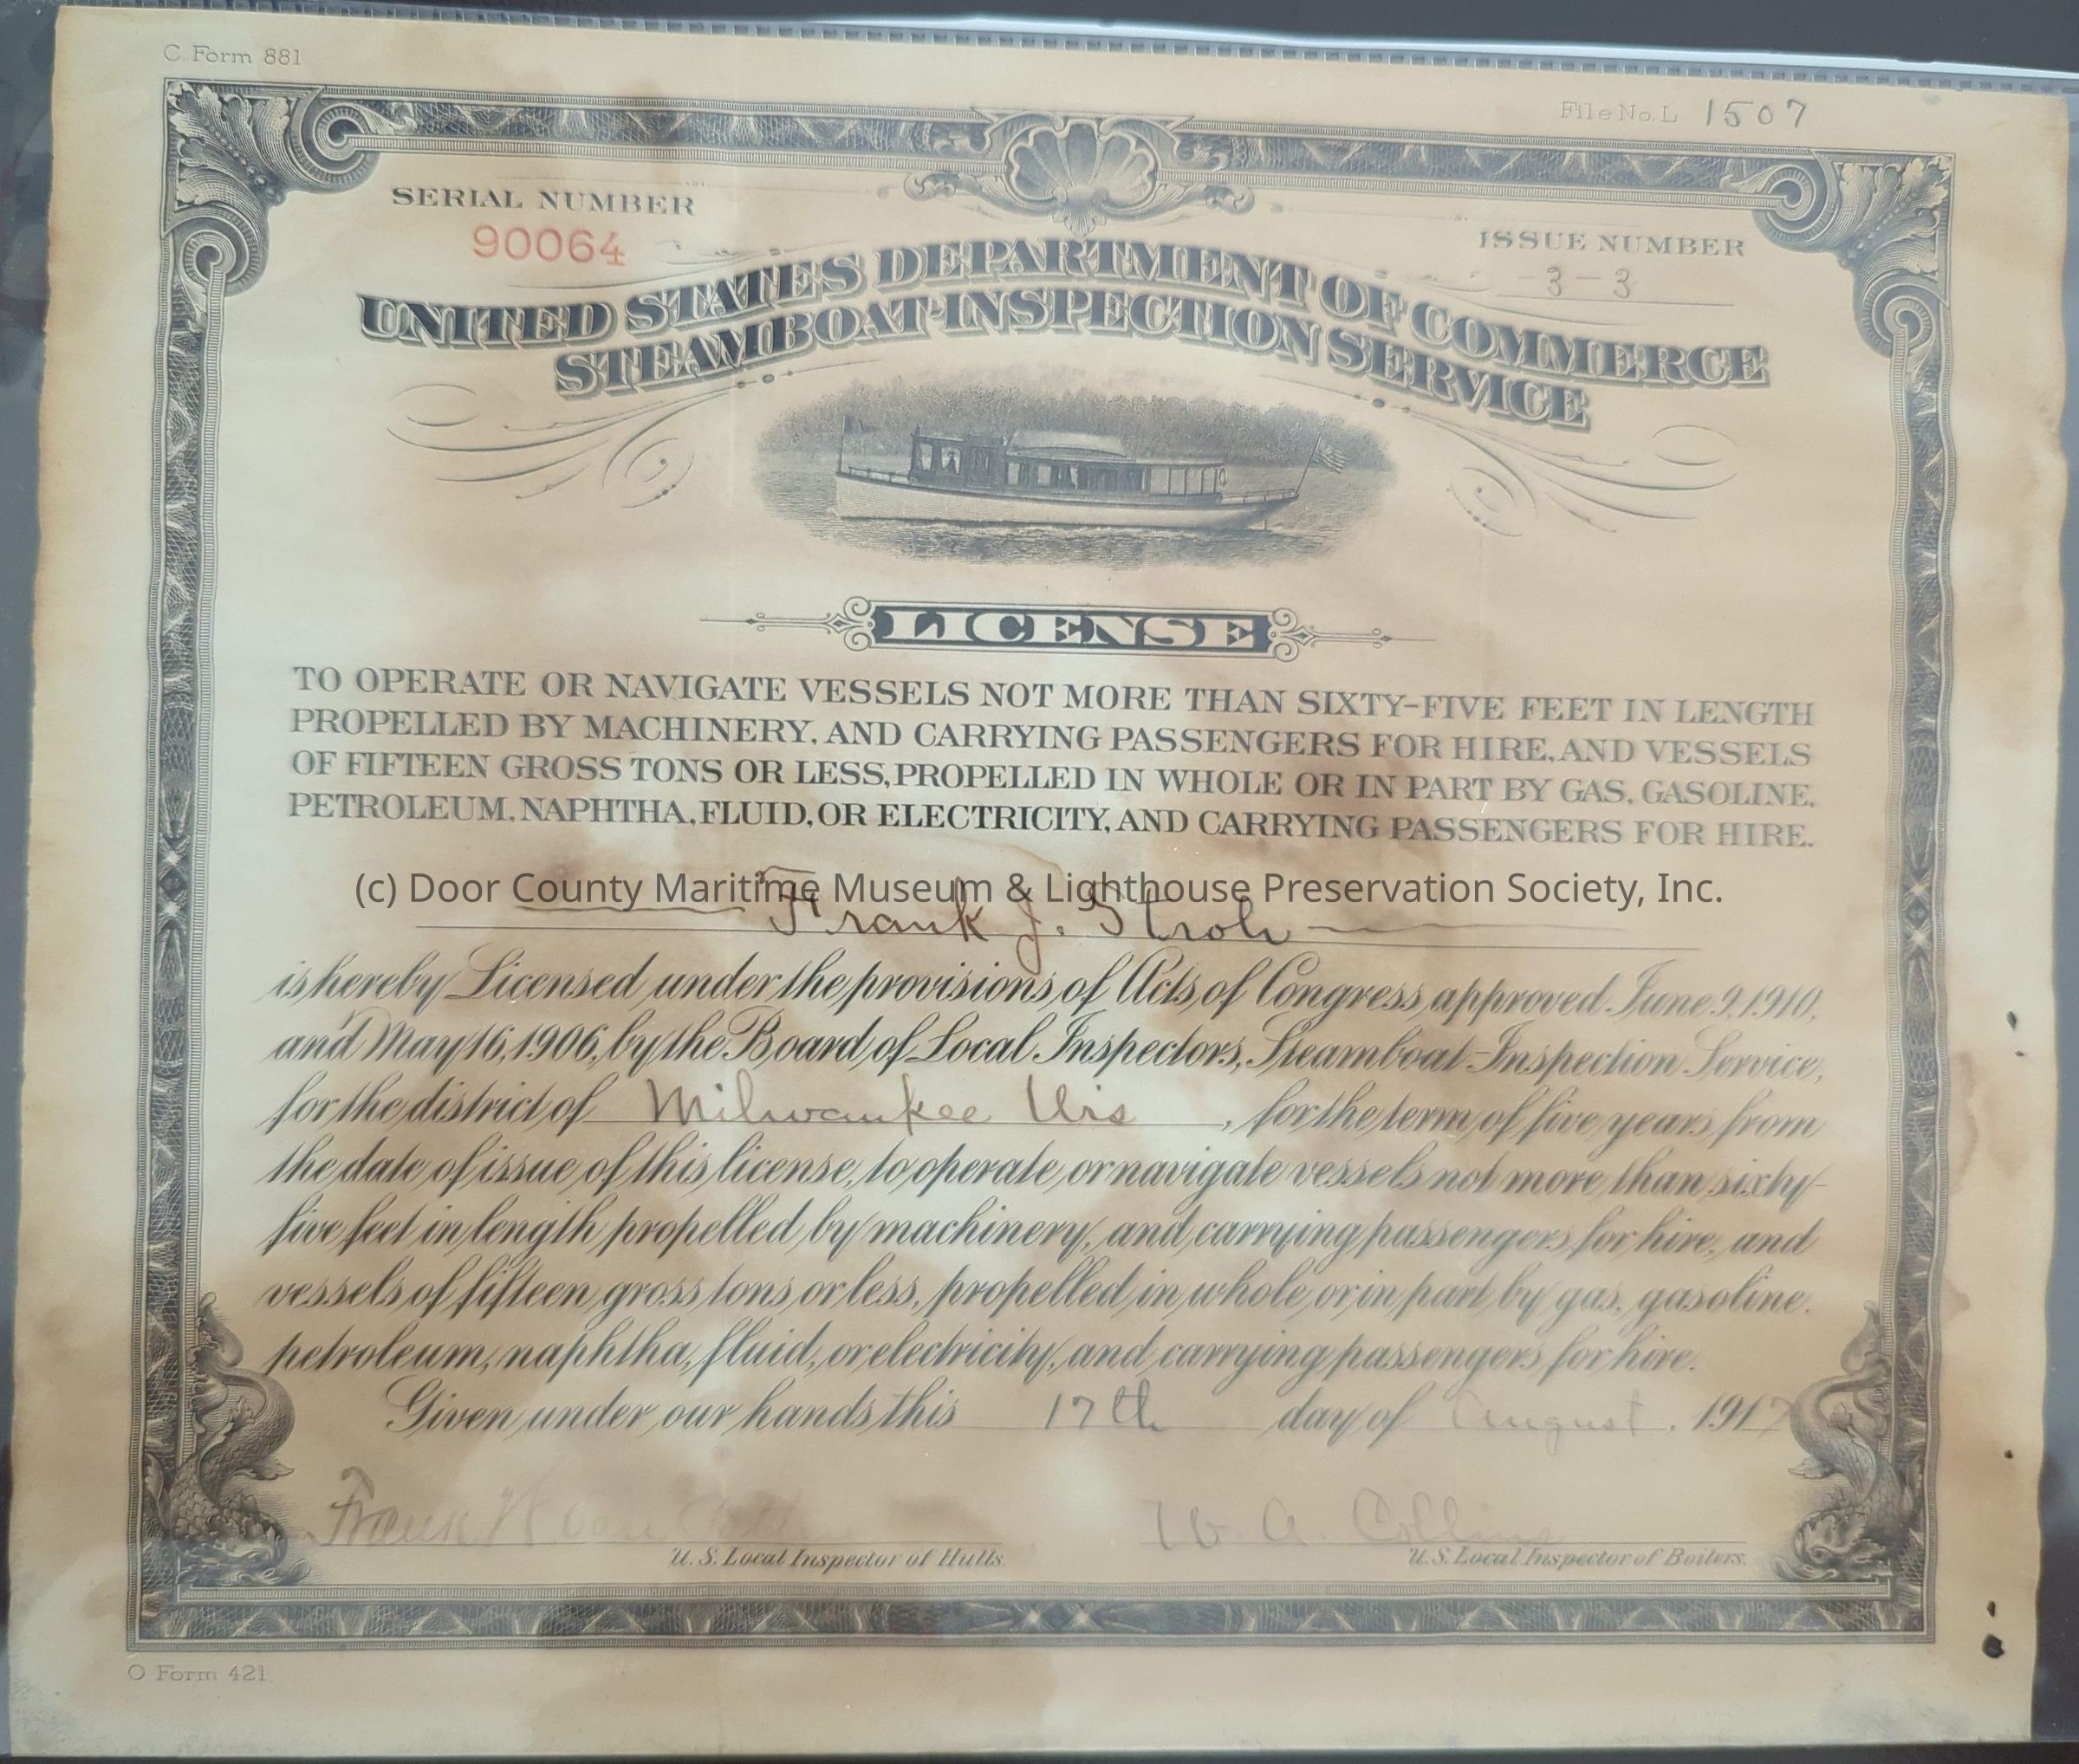 C. Form 881
File No. L 1507
SERIAL NUMBER
90064
ISSUE NUMBER
-3-3
UNITED STATES DEPARTMENT OF COMMERCE
STEAMBOAT-INSPECTION SERVICE
LICENSE
TO OPERATE OR NAVIGATE VESSELS NOT MORE THAN SIXTY-FIVE FEET IN LENGTH
PROPELLED BY MACHINERY, AND CARRYING PASSENGERS FOR HIRE, AND VESSELS
OF FIFTEEN GROSS TONS OR LESS, PROPELLED IN WHOLE OR IN PART BY GAS, GASOLINE,
PETROLEUM, NAPHTHA, FLUID, OR ELECTRICITY, AND CARRYING PASSENGERS FOR HIRE.
(c) Door County Maritime Museum & Lighthouse Preservation Society, Inc.
Frank J. Stroh
is hereby Licensed under the provisions of Acts of Congress approved June 9, 1910,
and May 16, 1906, by the Board of Local Inspectors, Steamboat-Inspection Service,
for the district of Milwaukee Wis, for the term of five years from
the date of issue of this license, to operate or navigate vessels not more than sixty-
five feet in length propelled by machinery, and carrying passengers for hire, and
vessels of fifteen gross tons or less, propelled in whole or in part by gas, gasoline,
petroleum, naphtha, fluid, or electricity, and carrying passengers for hire.
Given under our hands this 17th day of August, 1917
Frank W Van
W. A. Collins
U. S. Local Inspector of Hulls.
U. S. Local Inspector of Boilers.
O Form 421